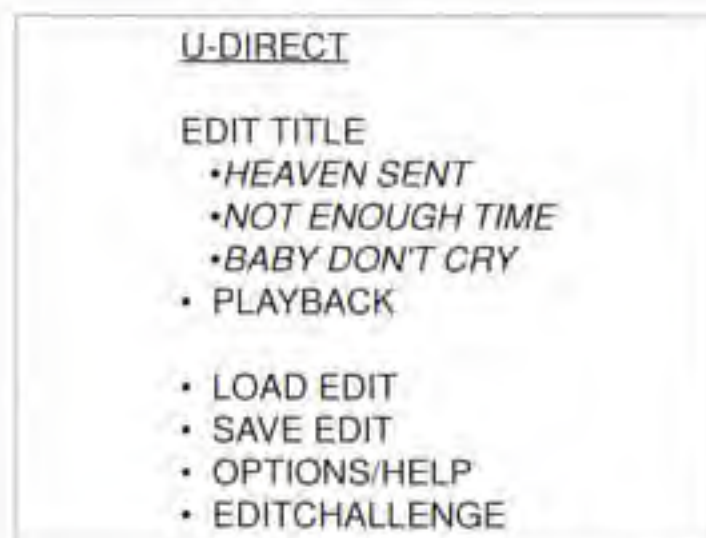 U-DIRECT
EDIT TITLE
•HEAVEN SENT
•NOT ENOUGH TIME
•BABY DON'T CRY
• PLAYBACK
• LOAD EDIT
• SAVE EDIT
• OPTIONS/HELP
• EDITCHALLENGE